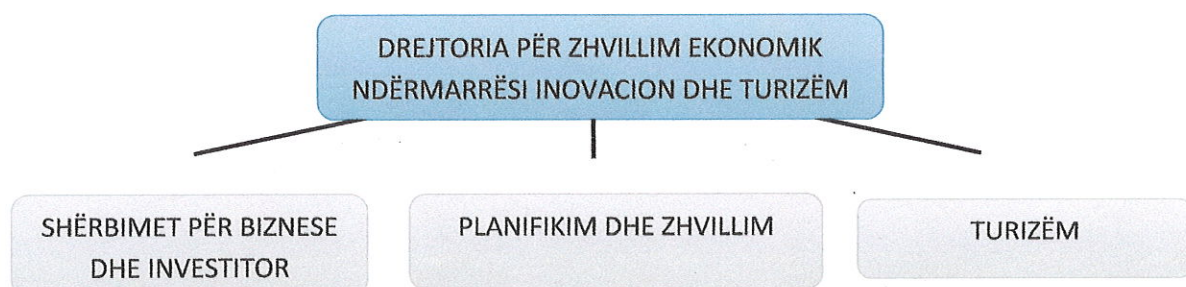 DREJTORIA PËR ZHVILLIM EKONOMIK
NDËRMARRËSI INOVACION DHE TURIZËM
SHËRBIMET PËR BIZNESE
DHE INVESTITOR
PLANIFIKIM DHE ZHVILLIM
TURIZËM